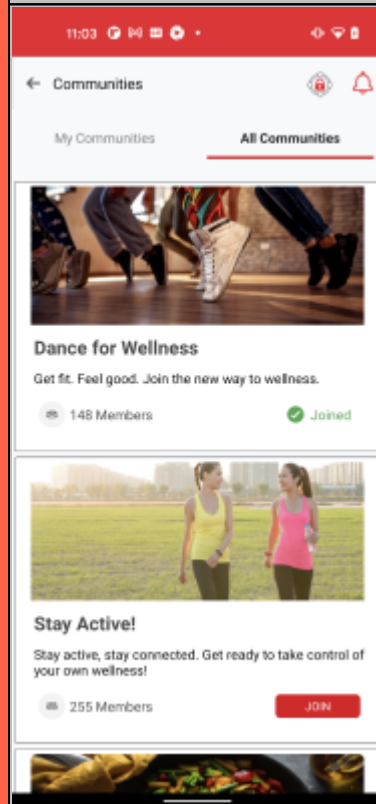 11:03
Communities
My Communities
All Communities
Dance for Wellness
Get fit. Feel good. Join the new way to wellness.
148 Members
Joined
Stay Active!
Stay active, stay connected. Get ready to take control of
your own wellness!
255 Members
JOIN